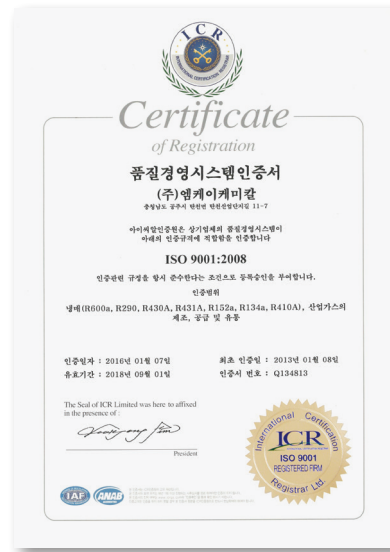 ICR
INTERNATIONAL CERTIFICATION REGISTRAR
Certificate
of Registration
품질경영시스템인증서
(주)엠케이케미칼
충청남도 공주시 탄천면 탄천산업단지길 11-7
아이씨알인증원은 상기업체의 품질경영시스템이
아래의 인증규격에 적합함을 인증합니다
ISO 9001:2008
인증관련 규정을 항시 준수한다는 조건으로 등록승인을 부여합니다.
인증범위
냉매(R600a, R290, R430A, R431A, R152a, R134a, R410A), 산업가스의
제조, 공급 및 유통
인증일자 : 2016년 01월 07일
최초 인증일 : 2013년 01월 08일
유효기간 : 2018년 09월 01일
인증서 번호 : Q134813
The Seal of ICR Limited was here to affixed
in the presence of :
President
International Certification
ICR
ISO 9001
REGISTERED FIRM
Registrar Ltd.
IAF
ANAB